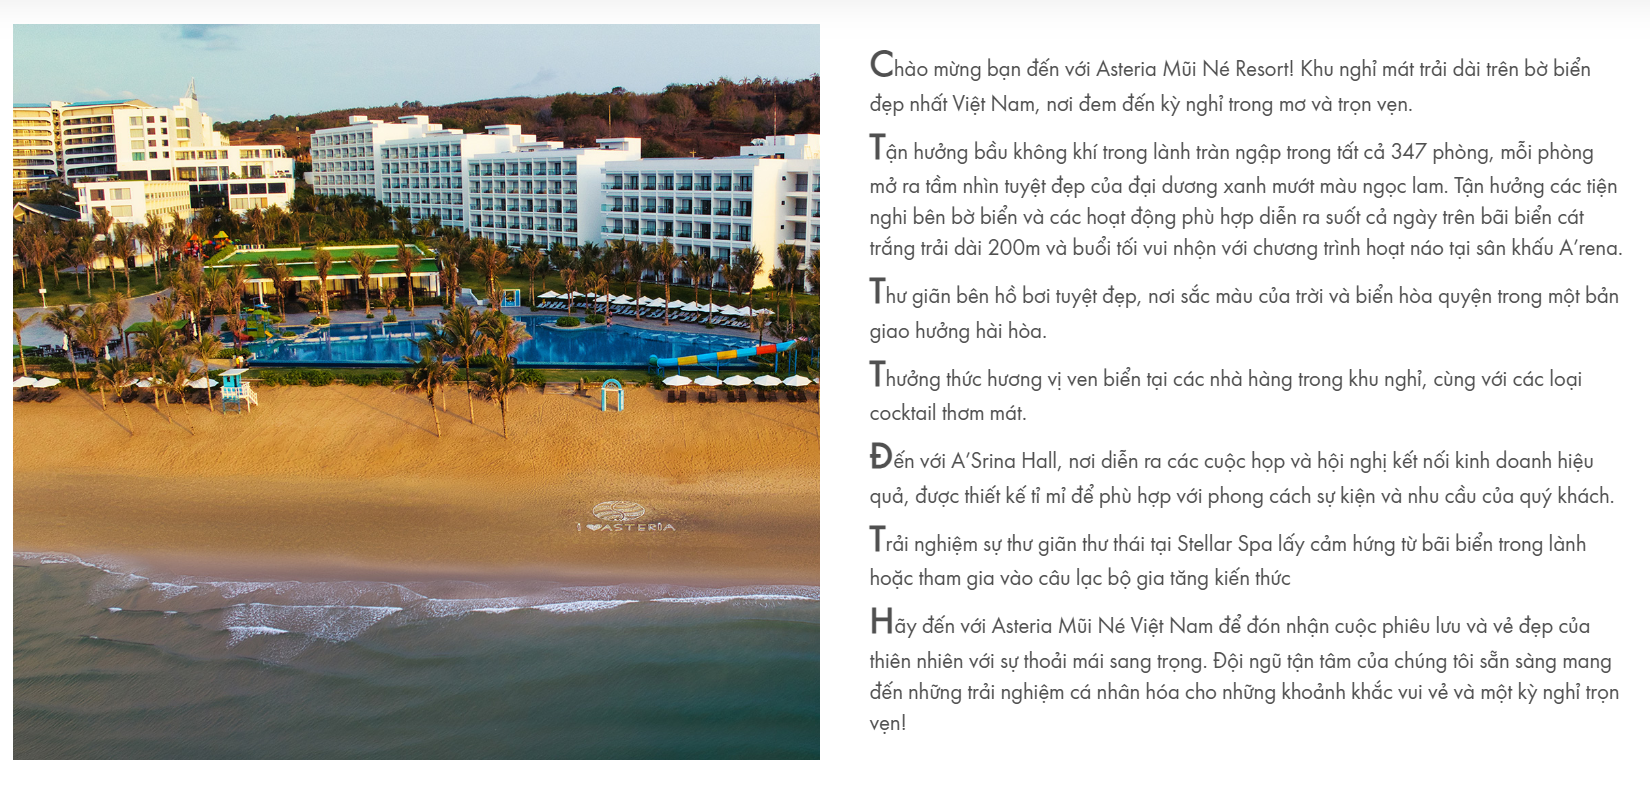 I ♥ ASTERIA
Chào mừng bạn đến với Asteria Mũi Né Resort! Khu nghỉ mát trải dài trên bờ biển
đẹp nhất Việt Nam, nơi đem đến kỳ nghỉ trong mơ và trọn vẹn.
Tận hưởng bầu không khí trong lành tràn ngập trong tất cả 347 phòng, mỗi phòng
mở ra tầm nhìn tuyệt đẹp của đại dương xanh mướt màu ngọc lam. Tận hưởng các tiện
nghi bên bờ biển và các hoạt động phù hợp diễn ra suốt cả ngày trên bãi biển cát
trắng trải dài 200m và buổi tối vui nhộn với chương trình hoạt náo tại sân khấu A’rena.
Thư giãn bên hồ bơi tuyệt đẹp, nơi sắc màu của trời và biển hòa quyện trong một bản
giao hưởng hài hòa.
Thưởng thức hương vị ven biển tại các nhà hàng trong khu nghỉ, cùng với các loại
cocktail thơm mát.
Đến với A’Srina Hall, nơi diễn ra các cuộc họp và hội nghị kết nối kinh doanh hiệu
quả, được thiết kế tỉ mỉ để phù hợp với phong cách sự kiện và nhu cầu của quý khách.
Trải nghiệm sự thư giãn thư thái tại Stellar Spa lấy cảm hứng từ bãi biển trong lành
hoặc tham gia vào câu lạc bộ gia tăng kiến thức
Hãy đến với Asteria Mũi Né Việt Nam để đón nhận cuộc phiêu lưu và vẻ đẹp của
thiên nhiên với sự thoải mái sang trọng. Đội ngũ tận tâm của chúng tôi sẵn sàng mang
đến những trải nghiệm cá nhân hóa cho những khoảnh khắc vui vẻ và một kỳ nghỉ trọn
vẹn!